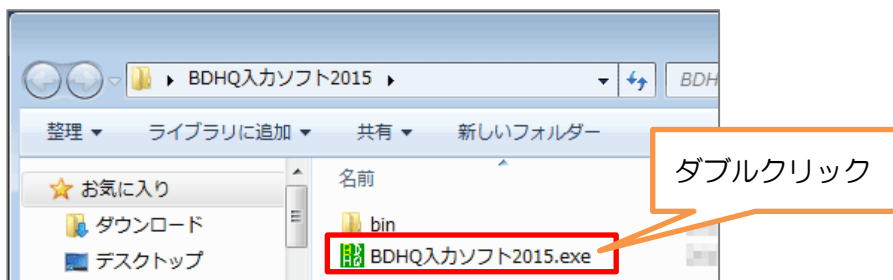 BDHQ入力ソフト2015
BDH
整理 ライブラリに追加 共有 新しいフォルダー
ダブルクリック
お気に入り
名前
ダウンロード
bin
デスクトップ
BDHQ入力ソフト2015.exe